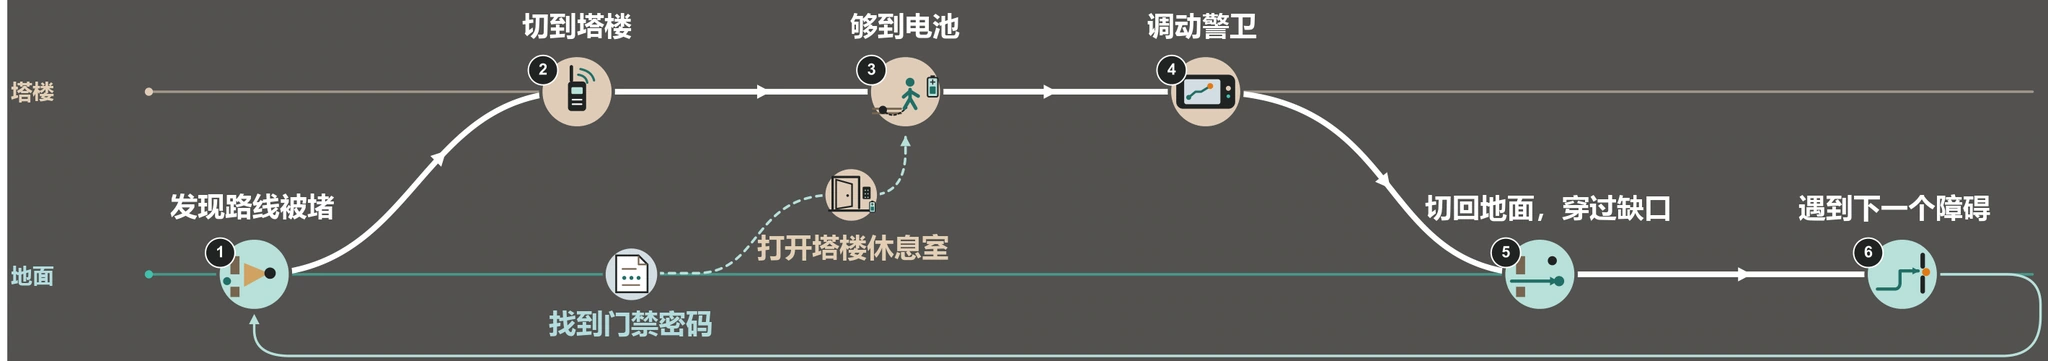 切到塔楼
够到电池
调动警卫
2
3
4
塔楼
发现路线被堵
切回地面，穿过缺口
遇到下一个障碍
打开塔楼休息室
1
5
6
地面
找到门禁密码